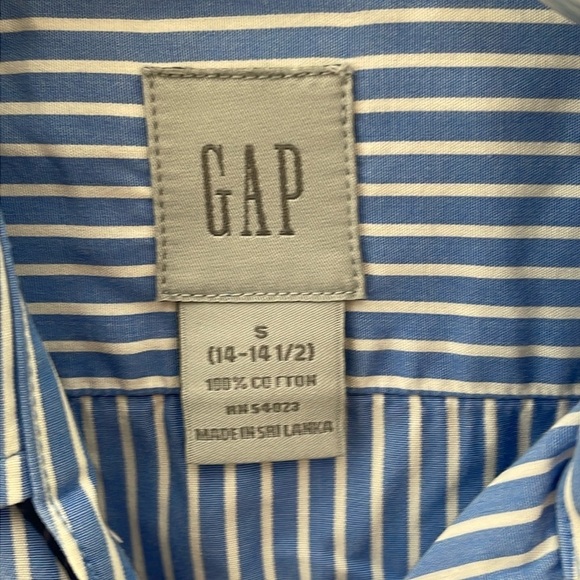 GAP
S
(14-14 1/2)
100% COTTON
RN 54023
MADE IN SRI LANKA